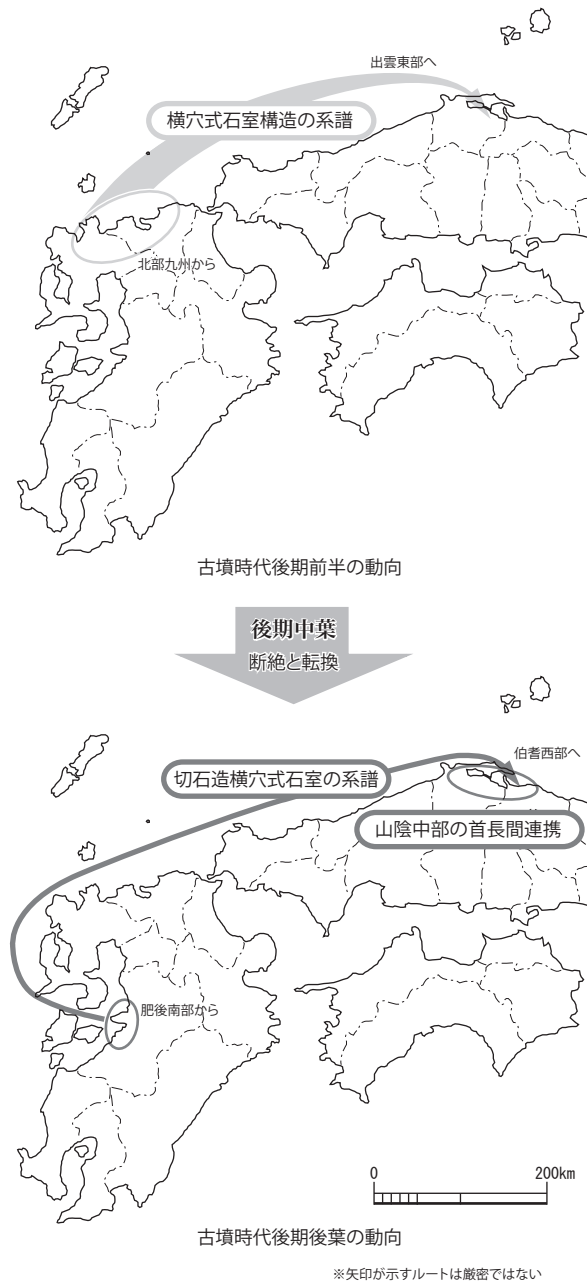 出雲東部へ
横穴式石室構造の系譜
北部九州から
古墳時代後期前半の動向
後期中葉
断絶と転換
伯耆西部へ
切石造横穴式石室の系譜
山陰中部の首長間連携
肥後南部から
0 200km
古墳時代後期後葉の動向
※矢印が示すルートは厳密ではない